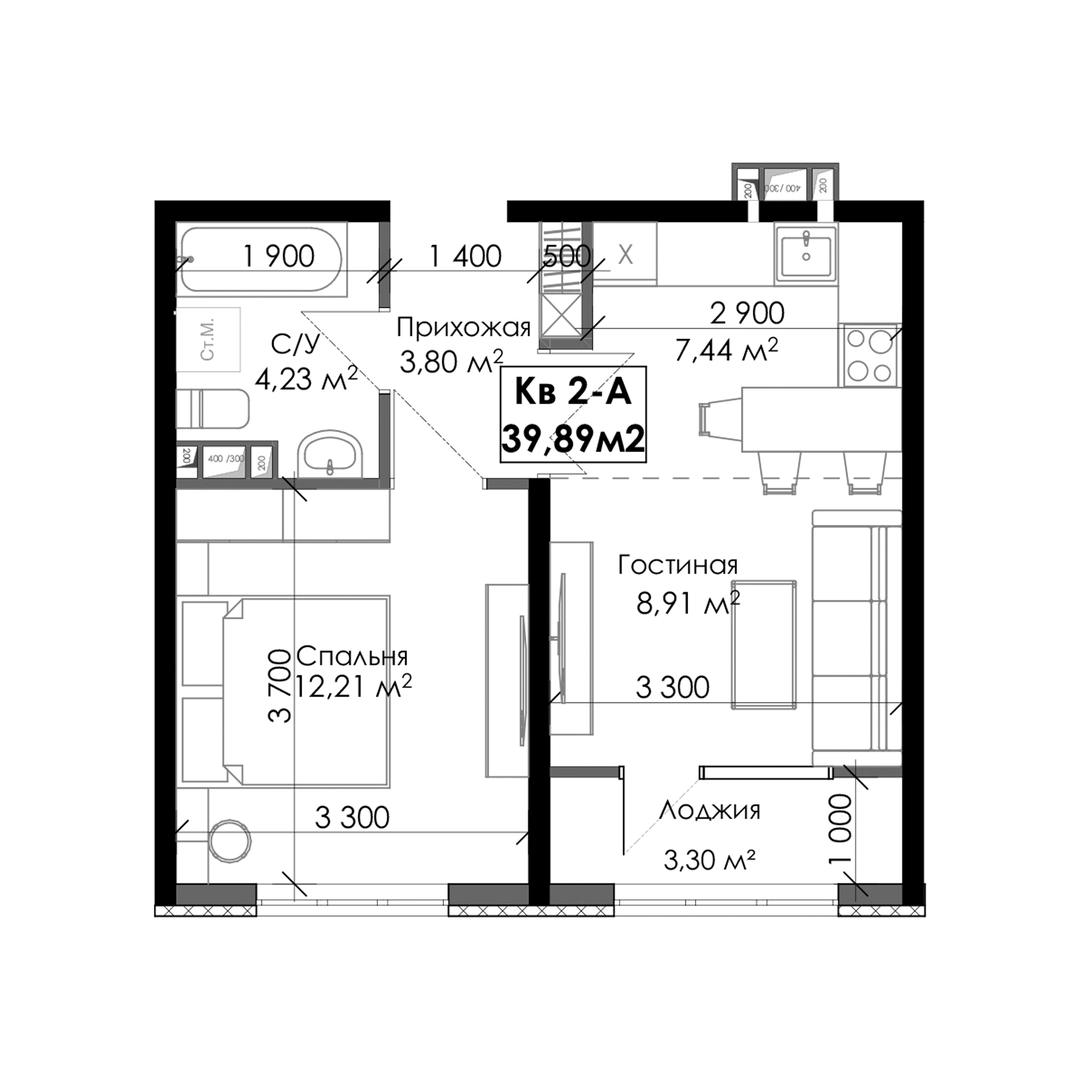 200
400 /300
200
1 900
1 400
500
X
2 900
Прихожая
3,80 м²
7,44 м²
Ст.М.
С/У
4,23 м²
Кв 2-А
39,89м2
200
400 /300
200
Гостиная
8,91 м²
Спальня
12,21 м²
3 700
3 300
3 300
Лоджия
3,30 м²
1 000